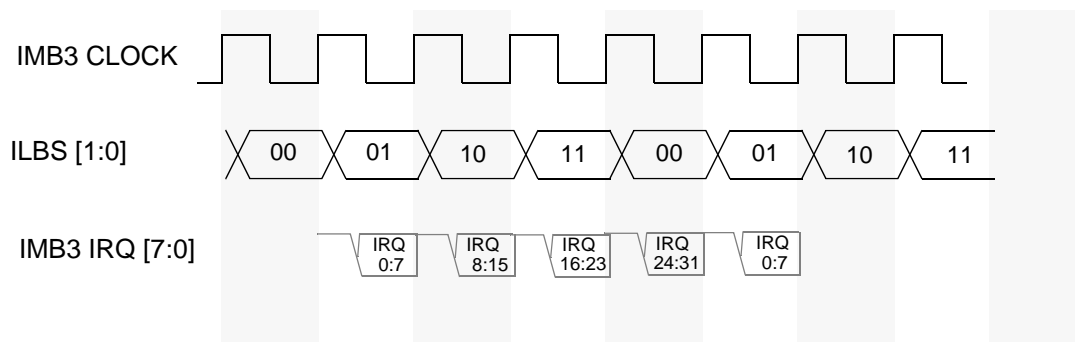 IMB3 CLOCK
ILBS [1:0]
00 01 10 11 00 01 10 11
IMB3 IRQ [7:0]
IRQ IRQ IRQ IRQ IRQ
0:7 8:15 16:23 24:31 0:7